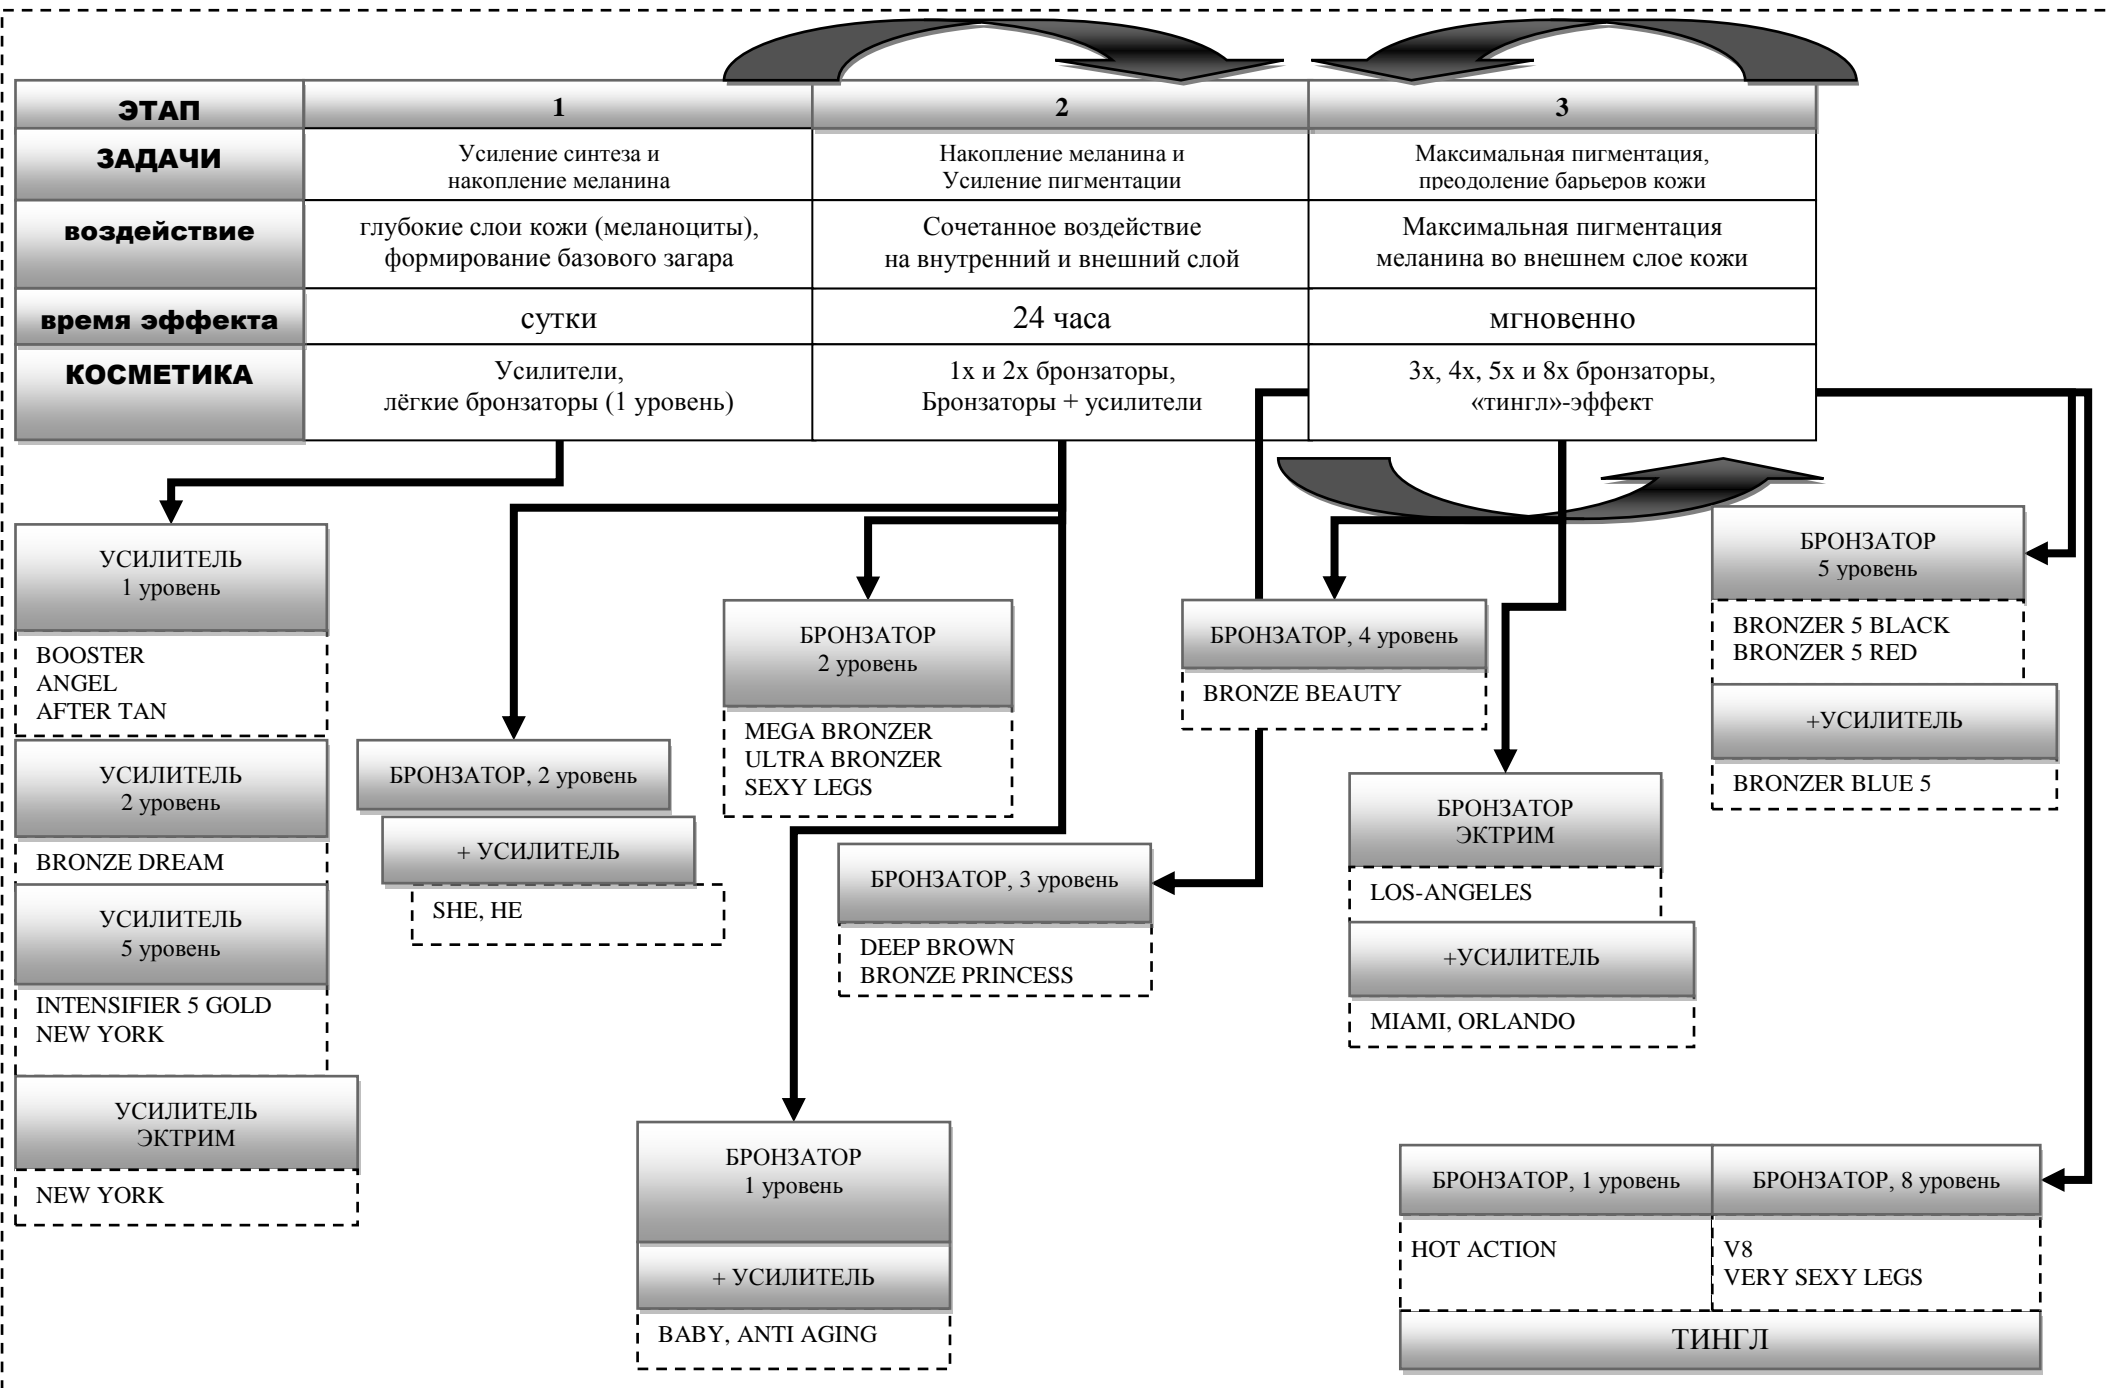 ЭТАП
1
2
3
ЗАДАЧИ
Усиление синтеза и
накопление меланина
Накопление меланина и
Усиление пигментации
Максимальная пигментация,
преодоление барьеров кожи
воздействие
глубокие слои кожи (меланоциты),
формирование базового загара
Сочетанное воздействие
на внутренний и внешний слой
Максимальная пигментация
меланина во внешнем слое кожи
время эффекта
сутки
24 часа
мгновенно
КОСМЕТИКА
Усилители,
лёгкие бронзаторы (1 уровень)
1х и 2х бронзаторы,
Бронзаторы + усилители
3х, 4х, 5х и 8х бронзаторы,
«тингл»-эффект
УСИЛИТЕЛЬ
1 уровень
BOOSTER
ANGEL
AFTER TAN
УСИЛИТЕЛЬ
2 уровень
BRONZE DREAM
УСИЛИТЕЛЬ
5 уровень
INTENSIFIER 5 GOLD
NEW YORK
УСИЛИТЕЛЬ
ЭКТРИМ
NEW YORK
БРОНЗАТОР, 2 уровень
+ УСИЛИТЕЛЬ
SHE, HE
БРОНЗАТОР
2 уровень
MEGA BRONZER
ULTRA BRONZER
SEXY LEGS
БРОНЗАТОР
1 уровень
+ УСИЛИТЕЛЬ
BABY, ANTI AGING
БРОНЗАТОР, 3 уровень
DEEP BROWN
BRONZE PRINCESS
БРОНЗАТОР, 4 уровень
BRONZE BEAUTY
БРОНЗАТОР
ЭКТРИМ
LOS-ANGELES
+УСИЛИТЕЛЬ
MIAMI, ORLANDO
БРОНЗАТОР
5 уровень
BRONZER 5 BLACK
BRONZER 5 RED
+УСИЛИТЕЛЬ
BRONZER BLUE 5
БРОНЗАТОР, 1 уровень
БРОНЗАТОР, 8 уровень
HOT ACTION
V8
VERY SEXY LEGS
ТИНГЛ